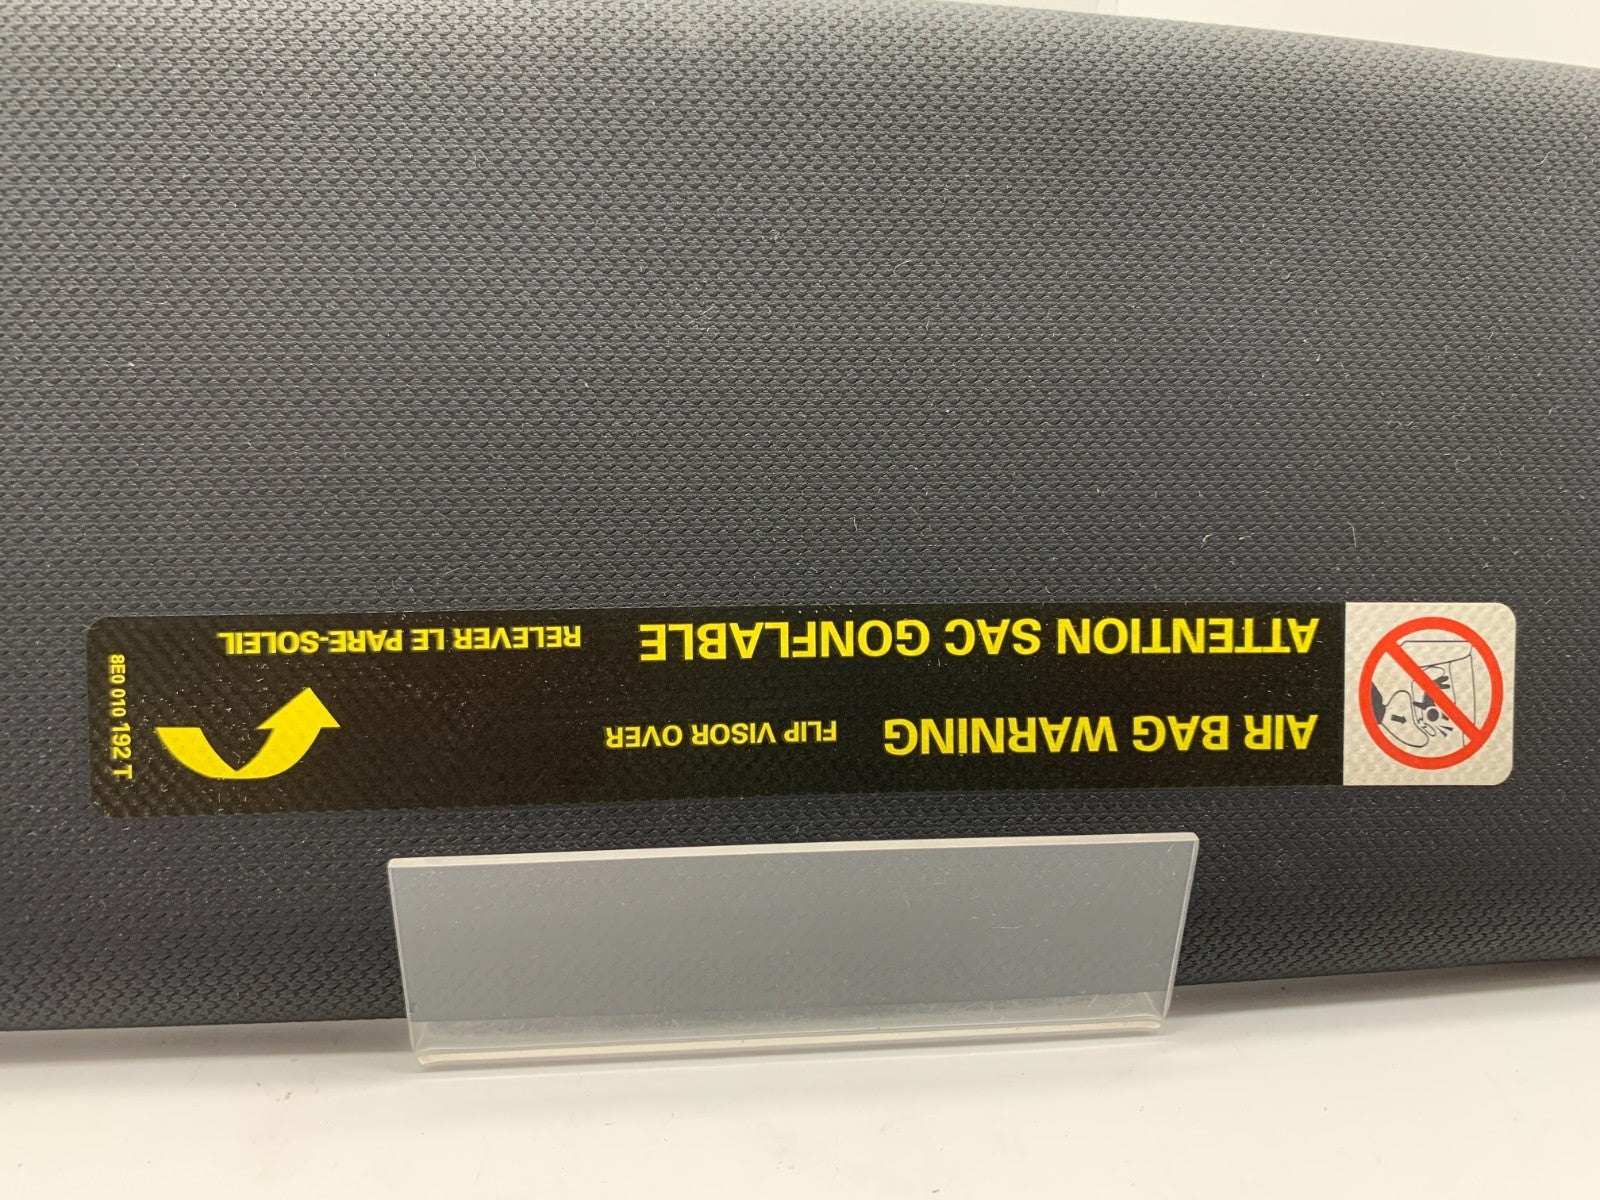 AIR BAG WARNING FLIP VISOR OVER
ATTENTION SAC GONFLABLE RELEVER LE PARE-SOLEIL
8E0 010 192 T